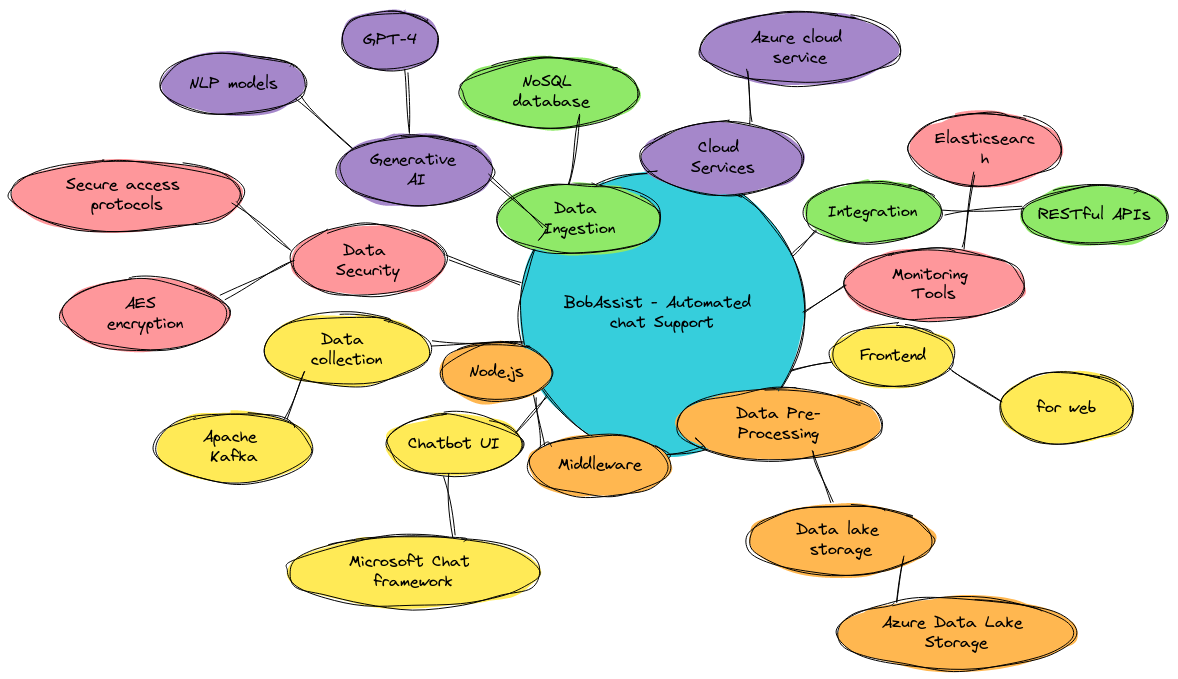 GPT-4
Azure cloud
service
NLP models
NoSQL
database
Elasticsearc
h
Generative
AI
Cloud
Services
Secure access
protocols
Data
Ingestion
Integration
RESTful APIs
Data
Security
Monitoring
Tools
BobAssist - Automated
chat Support
AES
encryption
Data
collection
Node.js
Frontend
for web
Apache
Kafka
Chatbot UI
Data Pre-
Processing
Middleware
Data lake
storage
Microsoft Chat
framework
Azure Data Lake
Storage